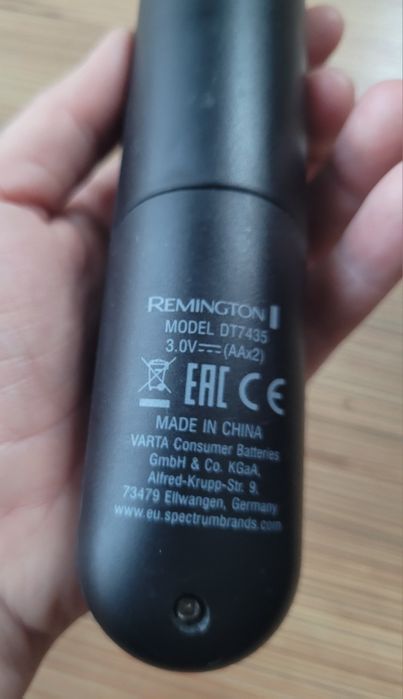 REMINGTON
MODEL DT7435
3.0V⎓(AAx2)
EAC CE
MADE IN CHINA
VARTA Consumer Batteries
GmbH & Co. KGaA,
Alfred-Krupp-Str. 9,
73479 Ellwangen, Germany
www.eu.spectrumbrands.com